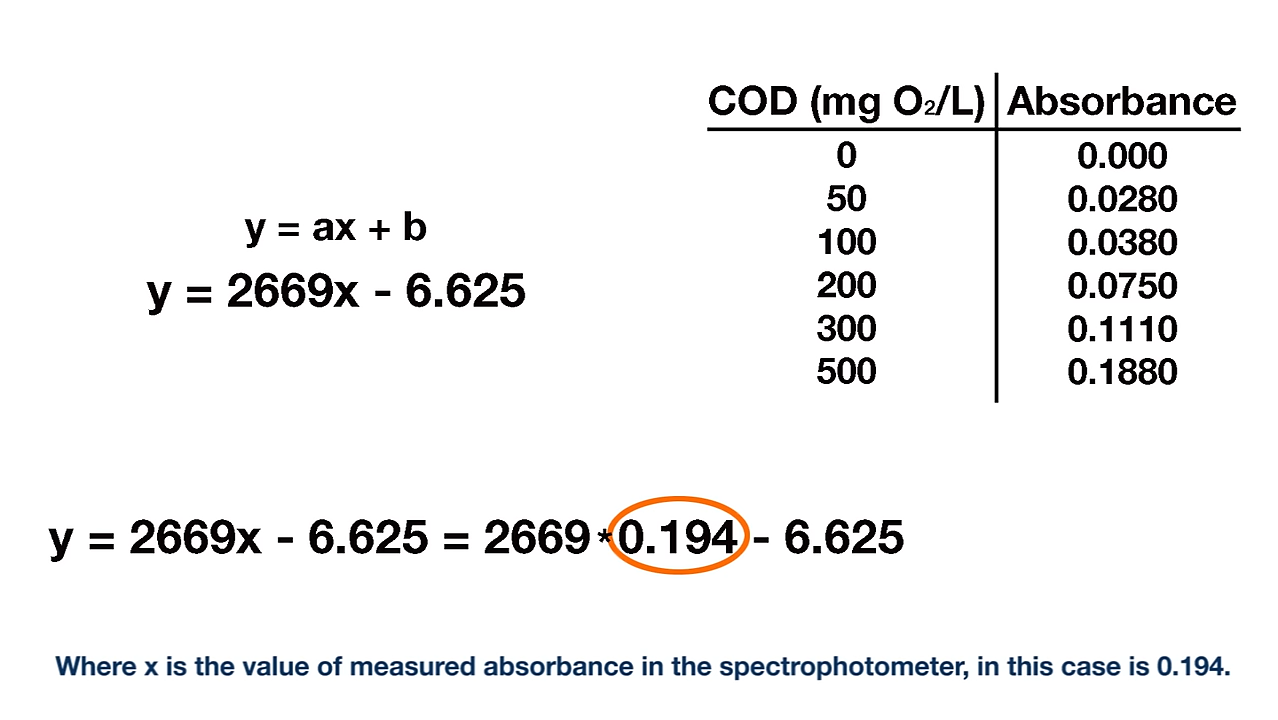 COD (mg O₂/L) Absorbance
0 0.000
50 0.0280
100 0.0380
200 0.0750
300 0.1110
500 0.1880
y = ax + b
y = 2669x - 6.625
y = 2669x - 6.625 = 2669*0.194 - 6.625
Where x is the value of measured absorbance in the spectrophotometer, in this case is 0.194.